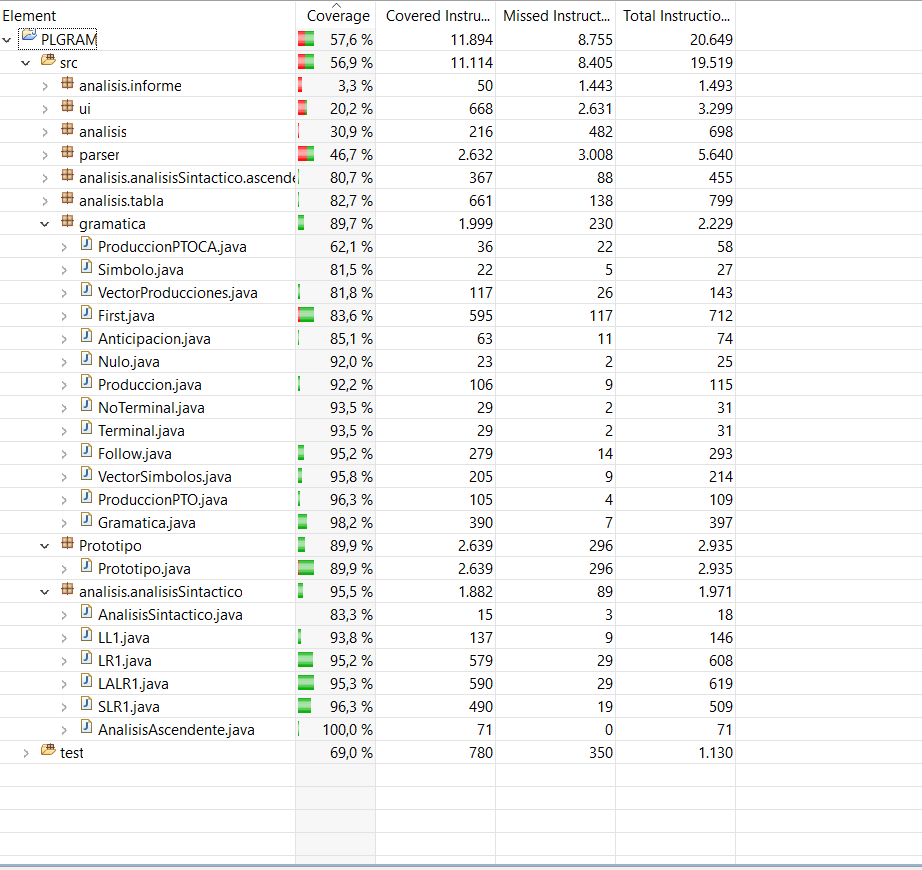 Element Coverage Covered Instru... Missed Instruct... Total Instructio...
PLGRAM 57,6 % 11.894 8.755 20.649
src 56,9 % 11.114 8.405 19.519
analisis.informe 3,3 % 50 1.443 1.493
ui 20,2 % 668 2.631 3.299
analisis 30,9 % 216 482 698
parser 46,7 % 2.632 3.008 5.640
analisis.analisisSintactico.ascende 80,7 % 367 88 455
analisis.tabla 82,7 % 661 138 799
gramatica 89,7 % 1.999 230 2.229
ProduccionPTOCA.java 62,1 % 36 22 58
Simbolo.java 81,5 % 22 5 27
VectorProducciones.java 81,8 % 117 26 143
First.java 83,6 % 595 117 712
Anticipacion.java 85,1 % 63 11 74
Nulo.java 92,0 % 23 2 25
Produccion.java 92,2 % 106 9 115
NoTerminal.java 93,5 % 29 2 31
Terminal.java 93,5 % 29 2 31
Follow.java 95,2 % 279 14 293
VectorSimbolos.java 95,8 % 205 9 214
ProduccionPTO.java 96,3 % 105 4 109
Gramatica.java 98,2 % 390 7 397
Prototipo 89,9 % 2.639 296 2.935
Prototipo.java 89,9 % 2.639 296 2.935
analisis.analisisSintactico 95,5 % 1.882 89 1.971
AnalisisSintactico.java 83,3 % 15 3 18
LL1.java 93,8 % 137 9 146
LR1.java 95,2 % 579 29 608
LALR1.java 95,3 % 590 29 619
SLR1.java 96,3 % 490 19 509
AnalisisAscendente.java 100,0 % 71 0 71
test 69,0 % 780 350 1.130